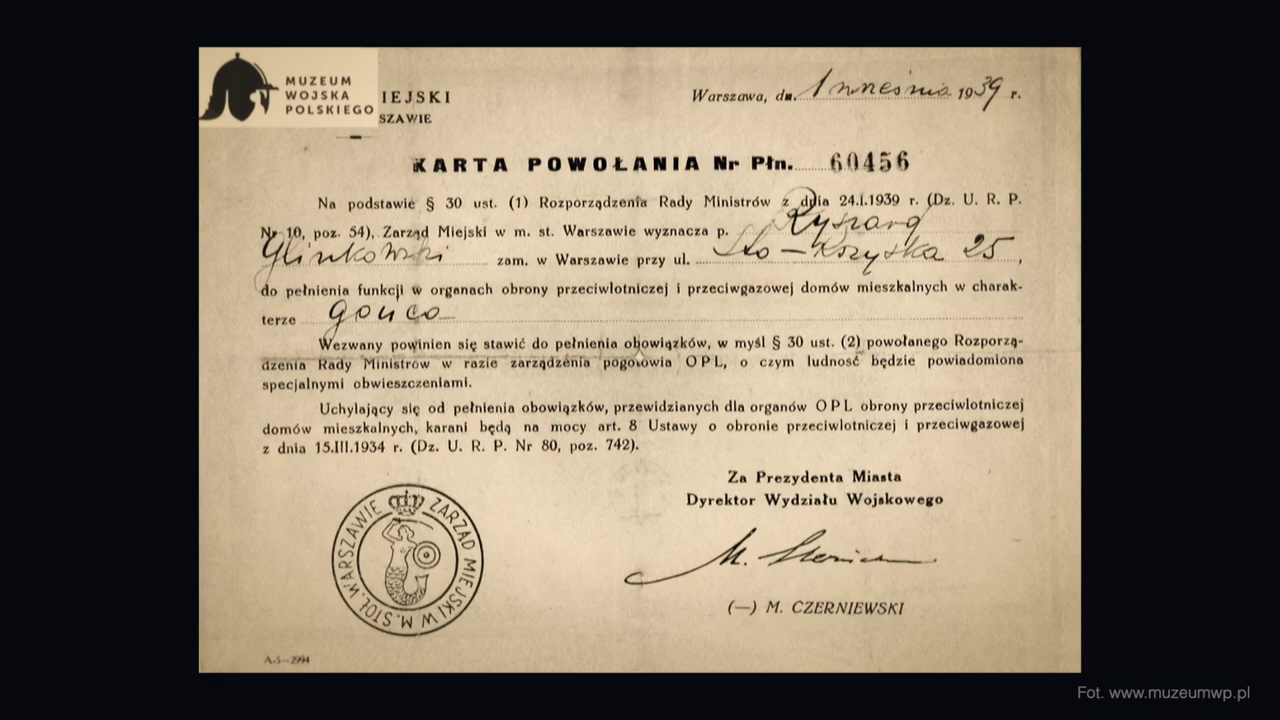 MUZEUM
WOJSKA
POLSKIEGO
IEJSKI
SZAWIE
Warszawa, dn. 1 września 1939 r.
KARTA POWOŁANIA Nr Płn. 60456
Na podstawie § 30 ust. (1) Rozporządzenia Rady Ministrów z dnia 24.I.1939 r. (Dz. U. R. P.
Nr 10, poz. 54), Zarząd Miejski w m. st. Warszawie wyznacza p. Ryszard
Glinkowski zam. w Warszawie przy ul. Sto-Krzyska 25,
do pełnienia funkcji w organach obrony przeciwlotniczej i przeciwgazowej domów mieszkalnych w charak-
terze gońca
Wezwany powinien się stawić do pełnienia obowiązków, w myśl § 30 ust. (2) powołanego Rozporzą-
dzenia Rady Ministrów w razie zarządzenia pogotowia OPL, o czym ludność będzie powiadomiona
specjalnymi obwieszczeniami.
Uchylający się od pełnienia obowiązków, przewidzianych dla organów OPL obrony przeciwlotniczej
domów mieszkalnych, karani będą na mocy art. 8 Ustawy o obronie przeciwlotniczej i przeciwgazowej
z dnia 15.III.1934 r. (Dz. U. R. P. Nr 80, poz. 742).
Za Prezydenta Miasta
Dyrektor Wydziału Wojskowego
(—) M. CZERNIEWSKI
ZARZĄD MIEJSKI W M. STOŁ. WARSZAWIE
A-5-2994
Fot. www.muzeumwp.pl